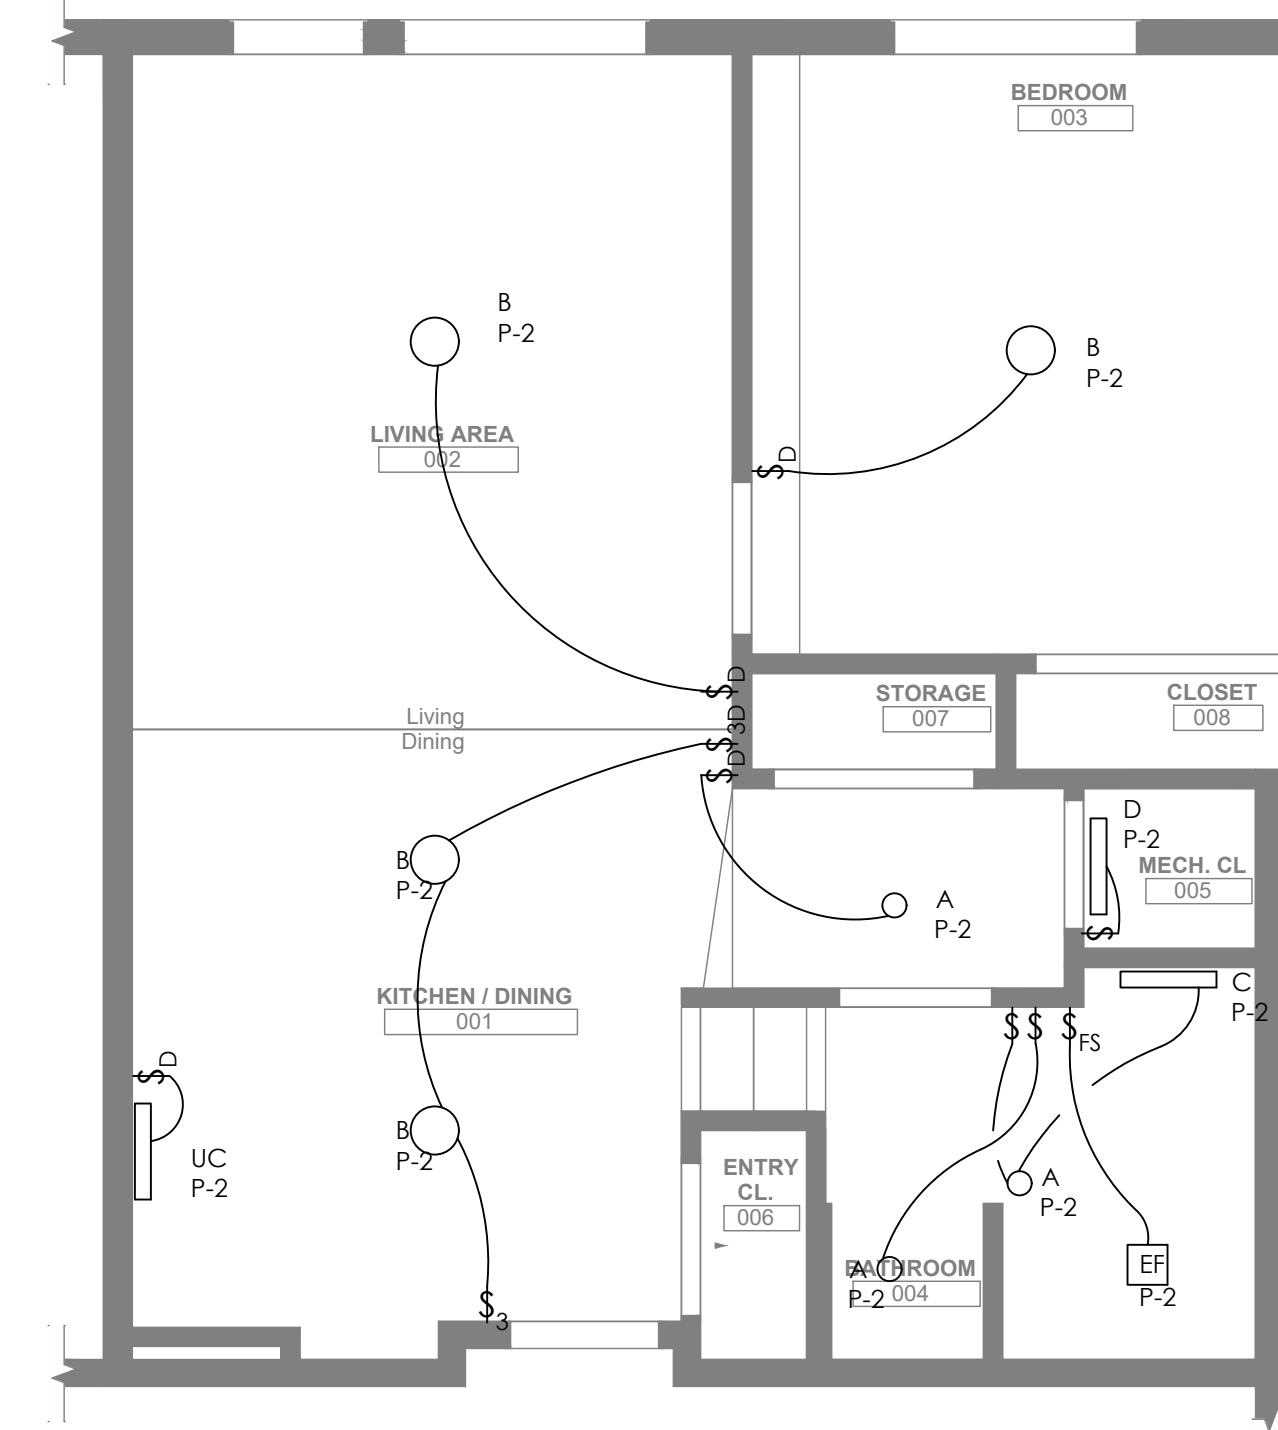 BEDROOM
003
B
P-2
B
P-2
LIVING AREA
002
$D
$D
Living
Dining
$3D
$D
STORAGE
007
CLOSET
008
D
P-2
MECH. CL
005
$
B
P-2
A
P-2
C
P-2
KITCHEN / DINING
001
$
$
$FS
$D
B
P-2
UC
P-2
ENTRY
CL.
006
A
P-2
BATHROOM
004
A
P-2
EF
P-2
$3